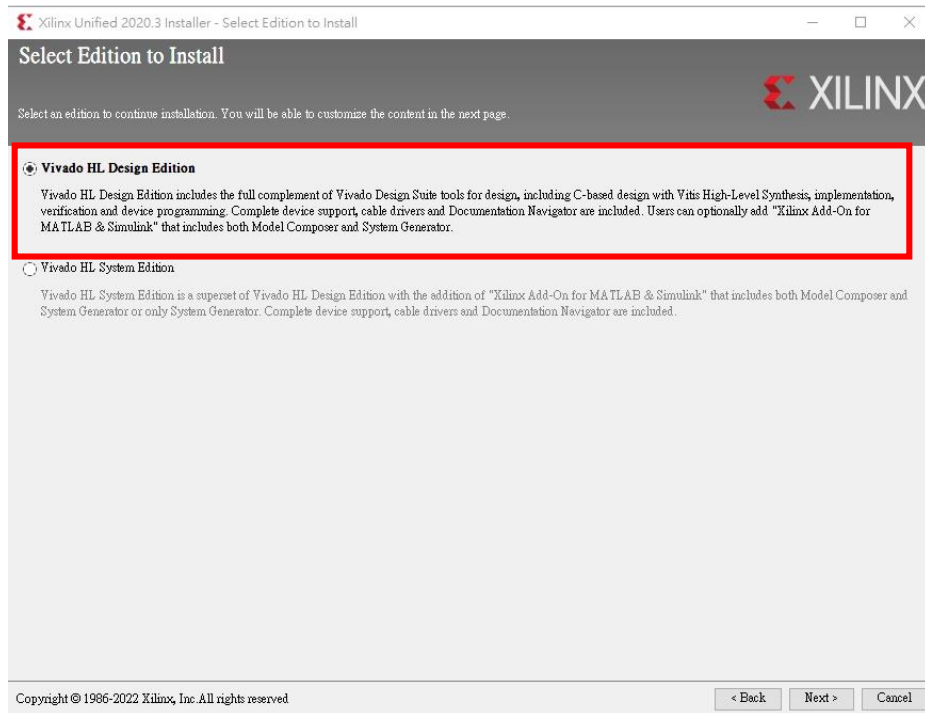 Xilinx Unified 2020.3 Installer - Select Edition to Install
Select Edition to Install
XILINX
Select an edition to continue installation. You will be able to customize the content in the next page.
Vivado HL Design Edition
Vivado HL Design Edition includes the full complement of Vivado Design Suite tools for design, including C-based design with Vitis High-Level Synthesis, implementation,
verification and device programming. Complete device support, cable drivers and Documentation Navigator are included. Users can optionally add "Xilinx Add-On for
MATLAB & Simulink" that includes both Model Composer and System Generator.
Vivado HL System Edition
Vivado HL System Edition is a superset of Vivado HL Design Edition with the addition of "Xilinx Add-On for MATLAB & Simulink" that includes both Model Composer and
System Generator or only System Generator. Complete device support, cable drivers and Documentation Navigator are included.
Copyright © 1986-2022 Xilinx, Inc.All rights reserved
< Back Next > Cancel